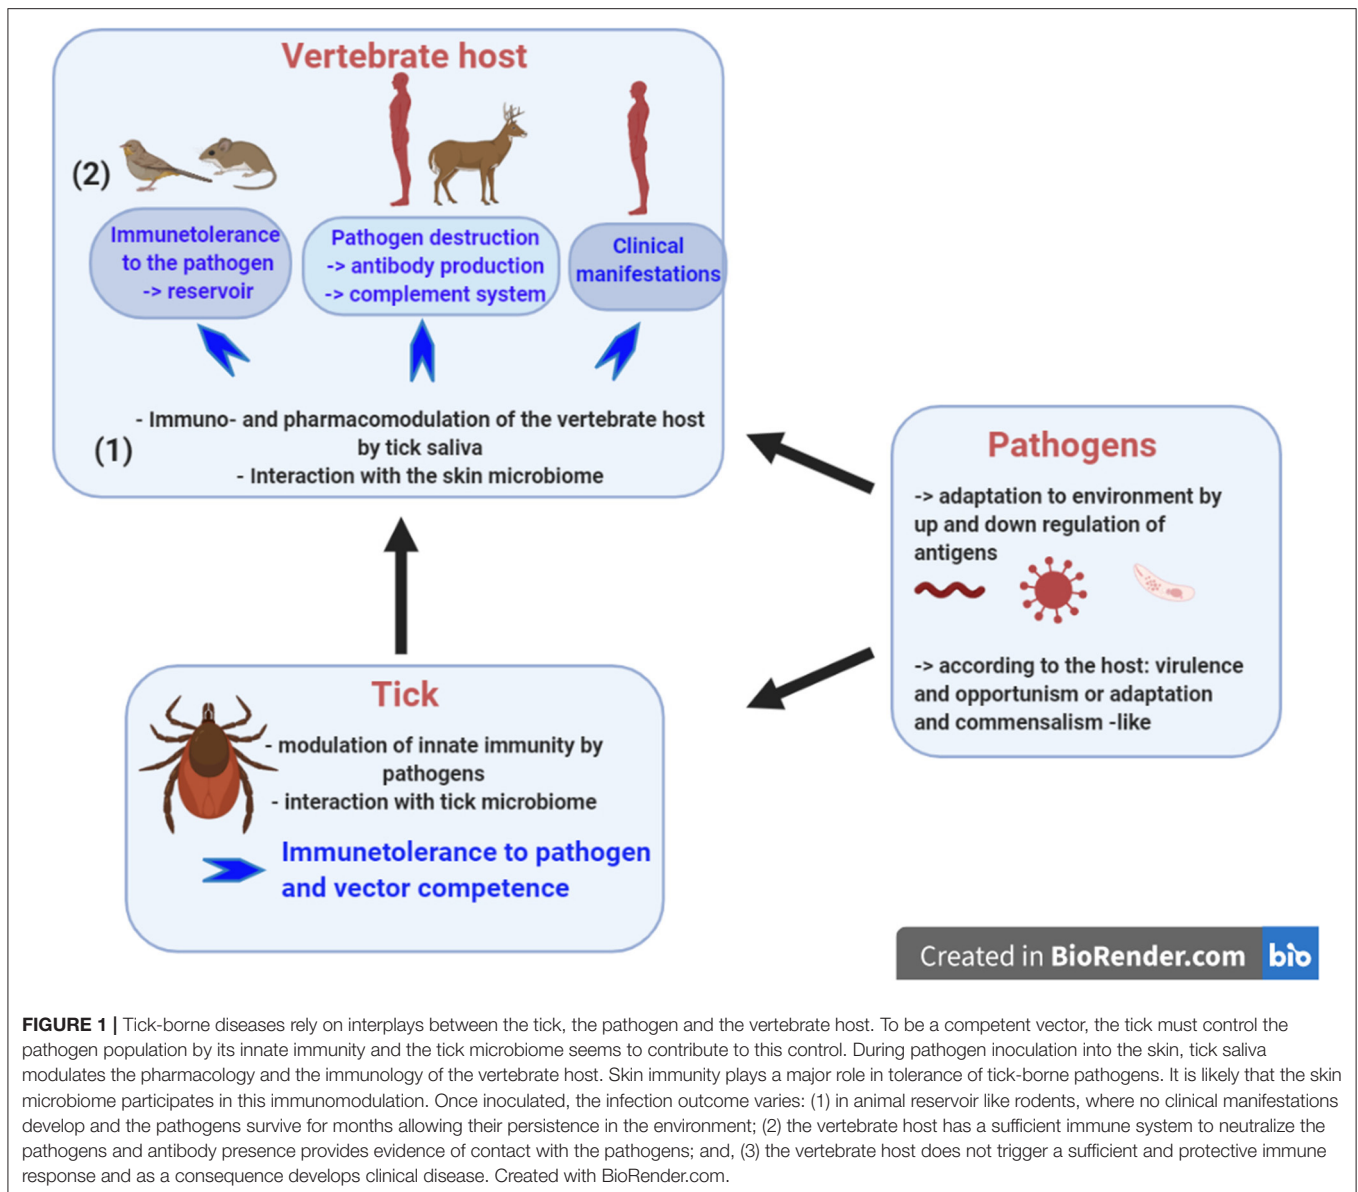 Vertebrate host
(2)
Immunetolerance
to the pathogen
-> reservoir
Pathogen destruction
-> antibody production
-> complement system
Clinical
manifestations
(1)
- Immuno- and pharmacomodulation of the vertebrate host
by tick saliva
- Interaction with the skin microbiome
Pathogens
-> adaptation to environment by
up and down regulation of
antigens
-> according to the host: virulence
and opportunism or adaptation
and commensalism -like
Tick
- modulation of innate immunity by
pathogens
- interaction with tick microbiome
Immunetolerance to pathogen
and vector competence
Created in BioRender.com bio
FIGURE 1 | Tick-borne diseases rely on interplays between the tick, the pathogen and the vertebrate host. To be a competent vector, the tick must control the
pathogen population by its innate immunity and the tick microbiome seems to contribute to this control. During pathogen inoculation into the skin, tick saliva
modulates the pharmacology and the immunology of the vertebrate host. Skin immunity plays a major role in tolerance of tick-borne pathogens. It is likely that the skin
microbiome participates in this immunomodulation. Once inoculated, the infection outcome varies: (1) in animal reservoir like rodents, where no clinical manifestations
develop and the pathogens survive for months allowing their persistence in the environment; (2) the vertebrate host has a sufficient immune system to neutralize the
pathogens and antibody presence provides evidence of contact with the pathogens; and, (3) the vertebrate host does not trigger a sufficient and protective immune
response and as a consequence develops clinical disease. Created with BioRender.com.